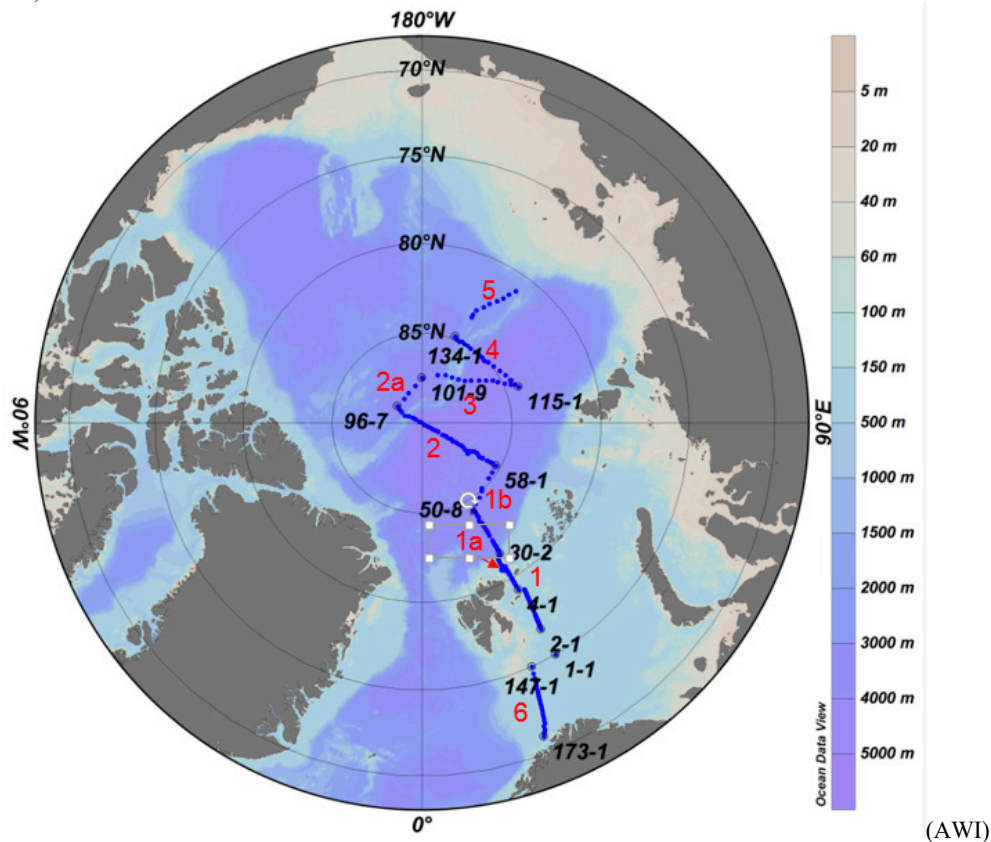 180°W
70°N
75°N
80°N
85°N
5
4
134-1
2a
101-9
115-1
3
96-7
90°W
90°E
2
58-1
1b
50-8
1a
30-2
1
4-1
2-1
1-1
147-1
6
173-1
0°
5 m
20 m
40 m
60 m
100 m
150 m
500 m
1000 m
1500 m
2000 m
3000 m
4000 m
5000 m
Ocean Data View
(AWI)